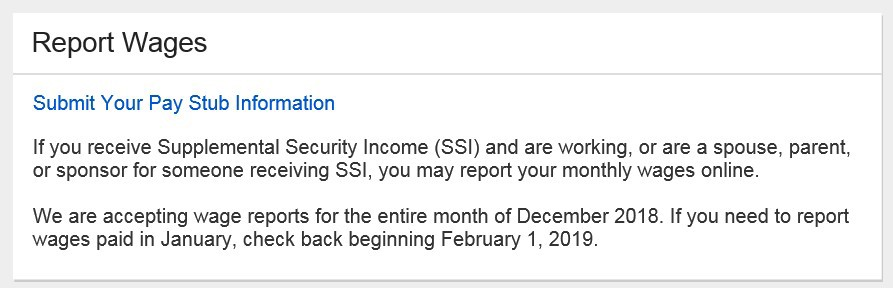 Report Wages
Submit Your Pay Stub Information
If you receive Supplemental Security Income (SSI) and are working, or are a spouse, parent,
or sponsor for someone receiving SSI, you may report your monthly wages online.
We are accepting wage reports for the entire month of December 2018. If you need to report
wages paid in January, check back beginning February 1, 2019.